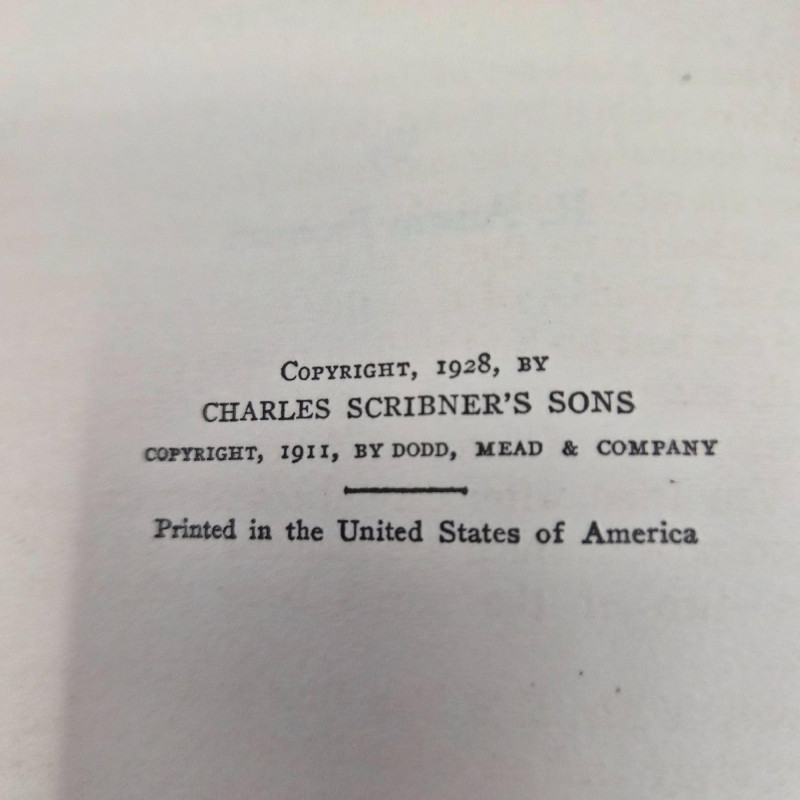 COPYRIGHT, 1928, BY
CHARLES SCRIBNER'S SONS
COPYRIGHT, 1911, BY DODD, MEAD & COMPANY
Printed in the United States of America